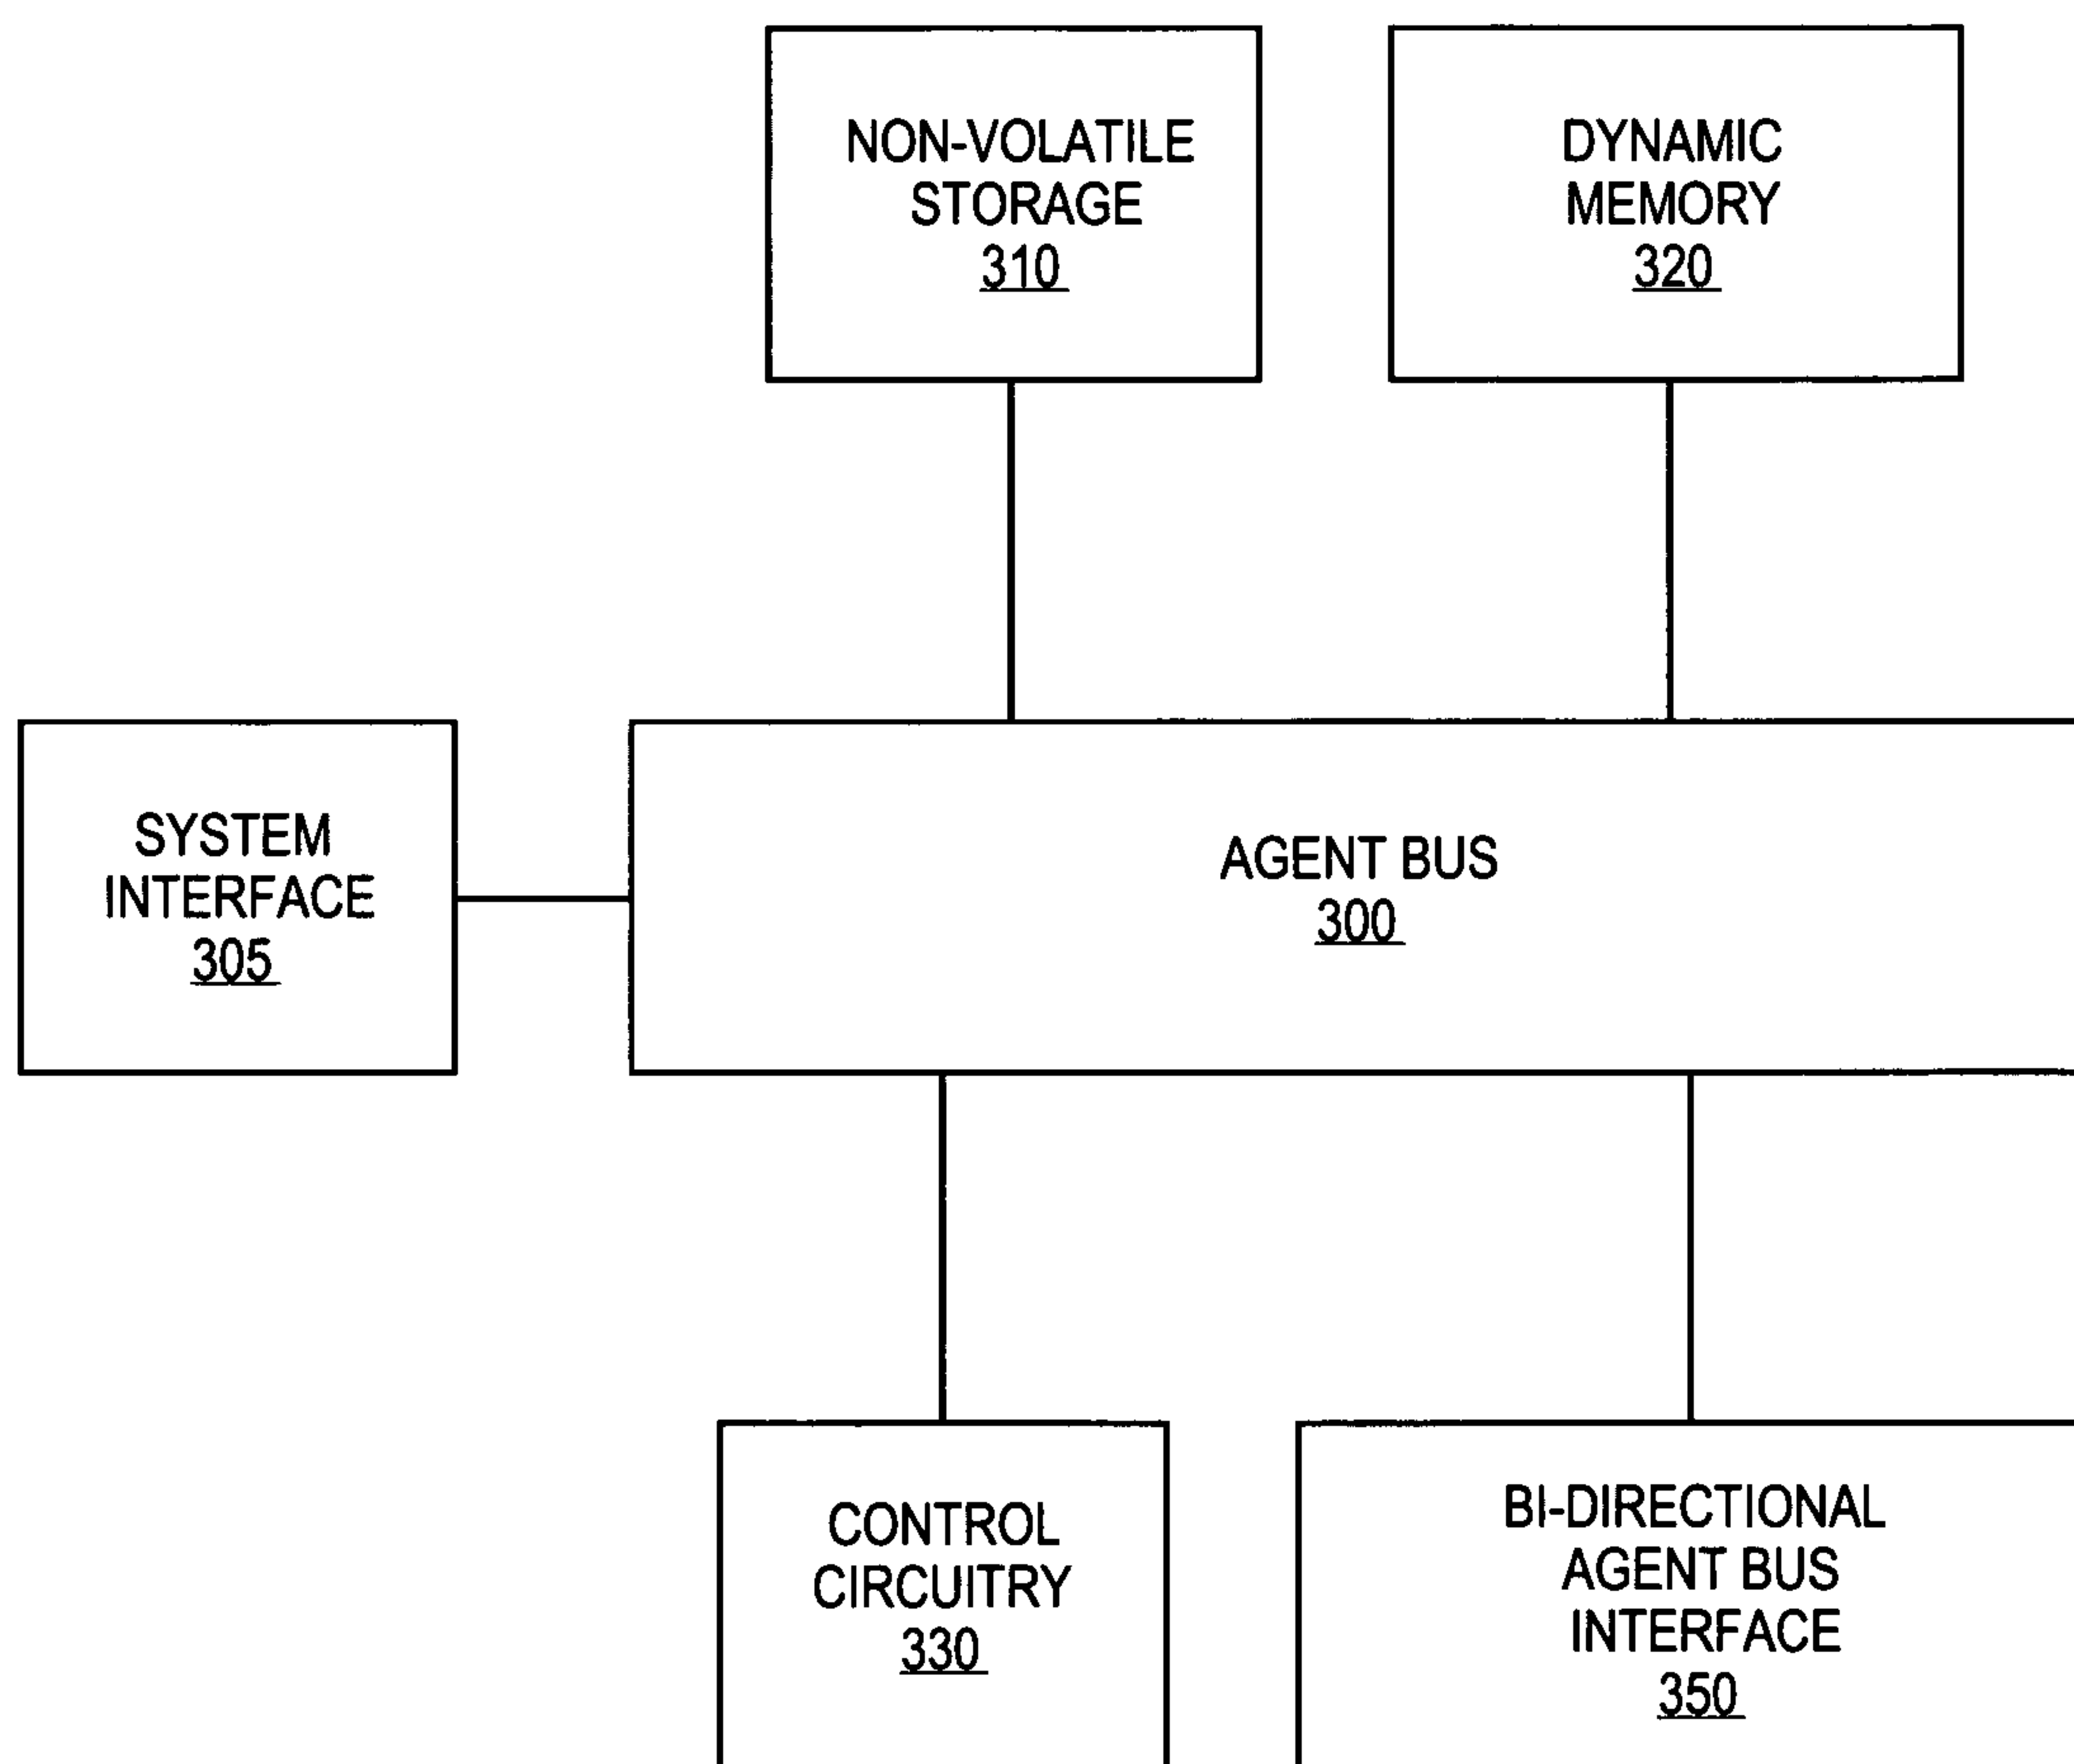 NON-VOLATILE
STORAGE
310
DYNAMIC
MEMORY
320
SYSTEM
INTERFACE
305
AGENT BUS
300
CONTROL
CIRCUITRY
330
BI-DIRECTIONAL
AGENT BUS
INTERFACE
350